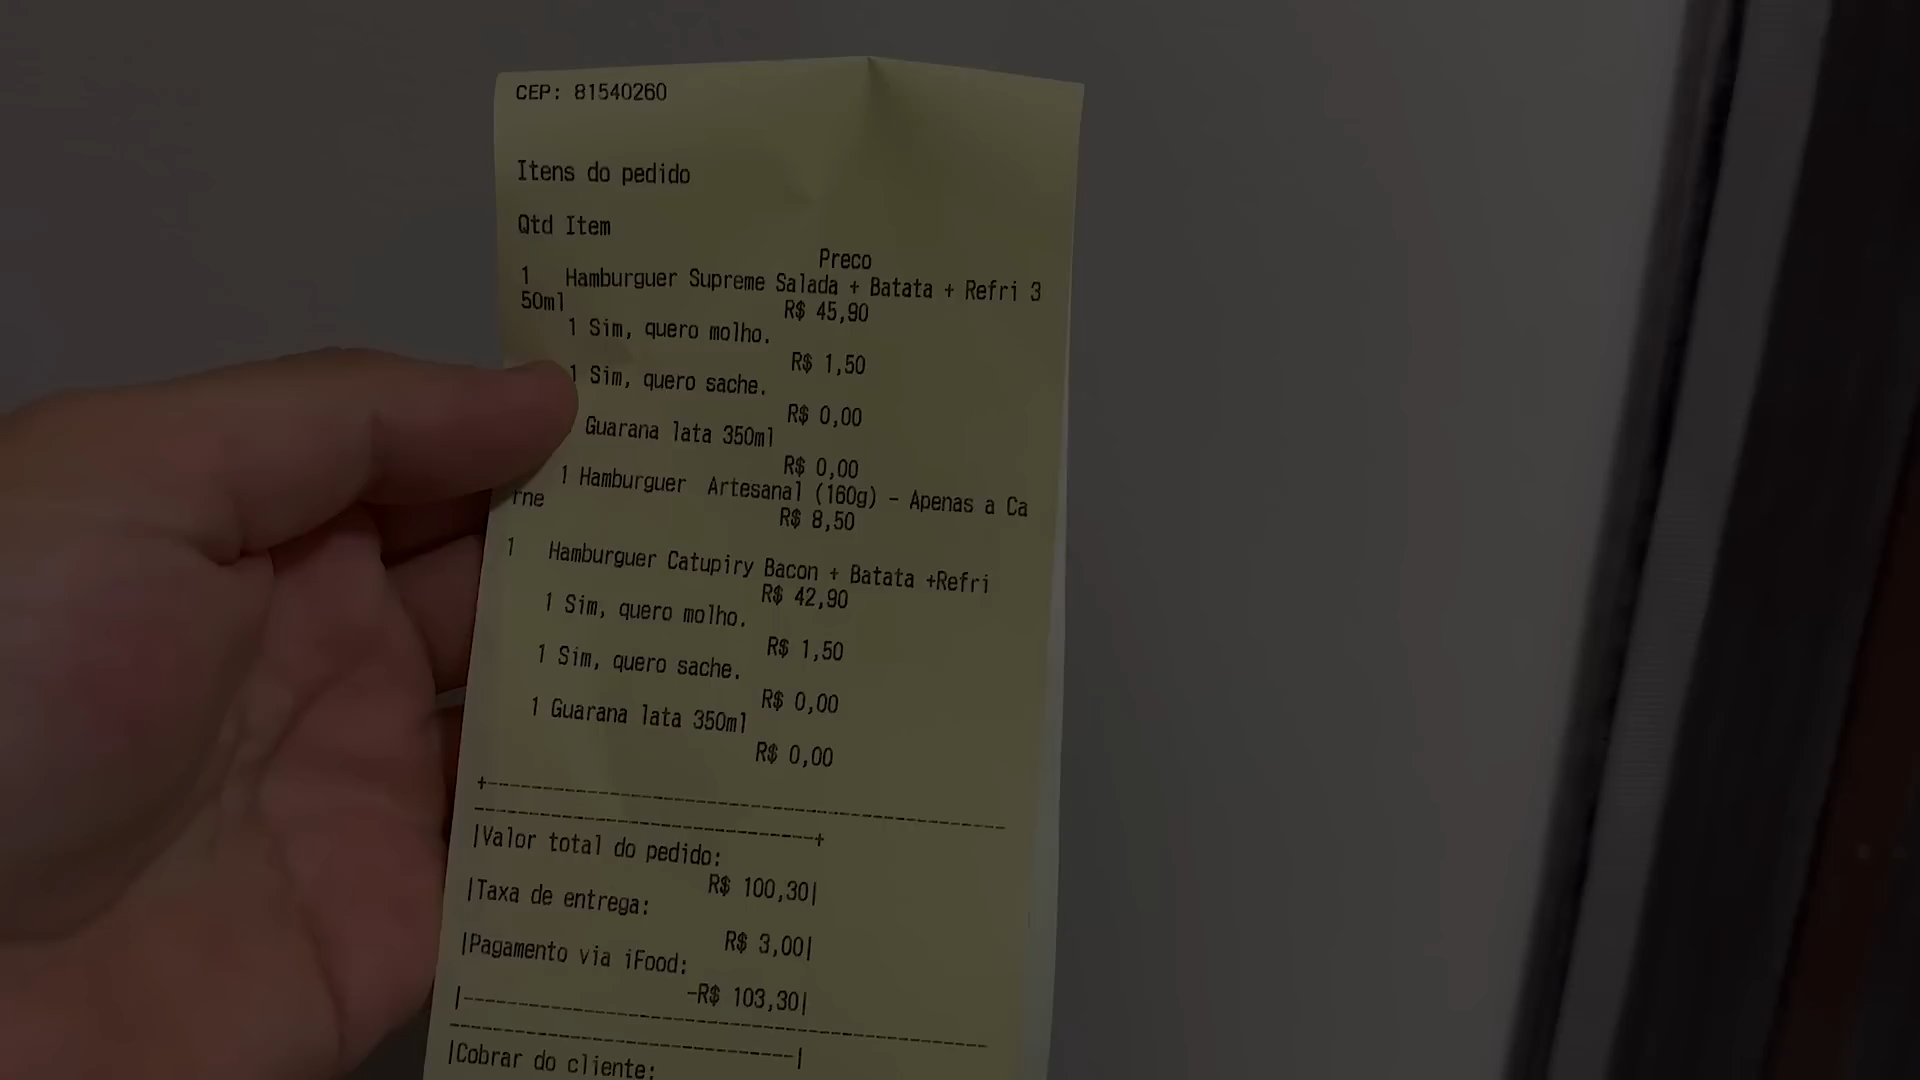 CEP: 81540260
Itens do pedido
Qtd Item
Preco
1 Hamburguer Supreme Salada + Batata + Refri 3
50ml R$ 45,90
1 Sim, quero molho.
R$ 1,50
1 Sim, quero sache.
R$ 0,00
Guarana lata 350ml
R$ 0,00
1 Hamburguer Artesanal (160g) - Apenas a Ca
rne R$ 8,50
1 Hamburguer Catupiry Bacon + Batata +Refri
R$ 42,90
1 Sim, quero molho.
R$ 1,50
1 Sim, quero sache.
R$ 0,00
1 Guarana lata 350ml
R$ 0,00
+--------------------------------------------
-----------------------------+
|Valor total do pedido:
R$ 100,30|
|Taxa de entrega:
R$ 3,00|
|Pagamento via iFood:
-R$ 103,30|
|--------------------------------------------
-----------------------------|
|Cobrar do cliente: